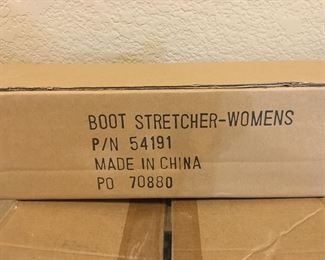 BOOT STRETCHER-WOMENS
P/N 54191
MADE IN CHINA
PO 70880